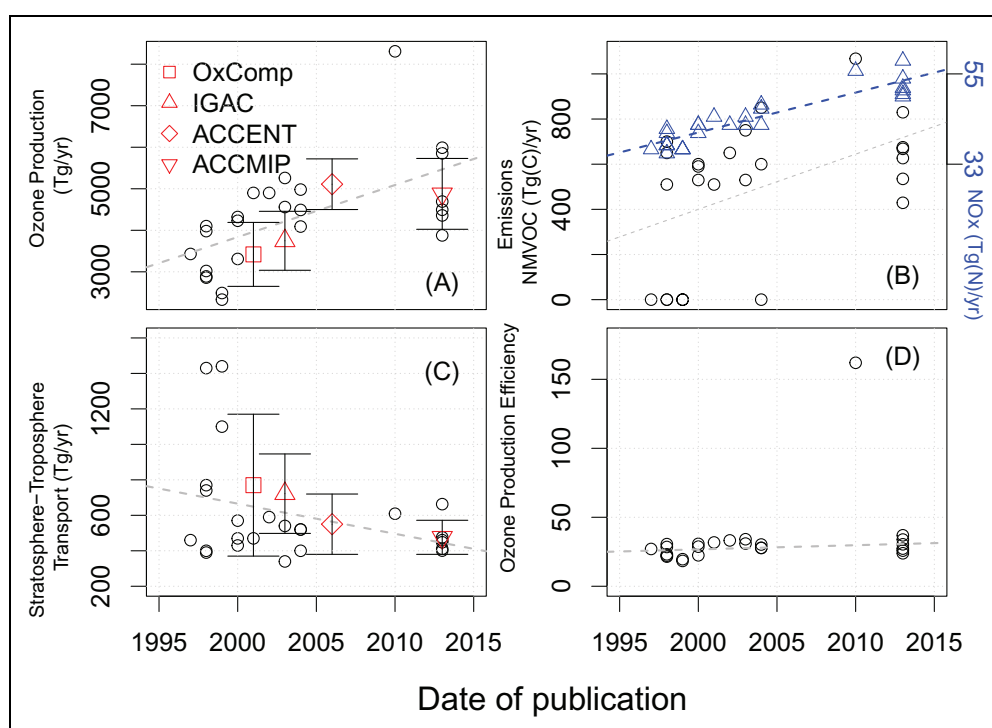 OxComp
IGAC
ACCENT
ACCMIP
Ozone Production
(Tg/yr)
3000 5000 7000
(A)
Emissions
NMVOC (Tg(C)/yr)
0 400 800
NOx (Tg(N)/yr)
33 55
(B)
Stratosphere−Troposphere
Transport (Tg/yr)
200 600 1200
(C)
1995 2000 2005 2010 2015
Ozone Production Efficiency
0 50 100 150
(D)
1995 2000 2005 2010 2015
Date of publication